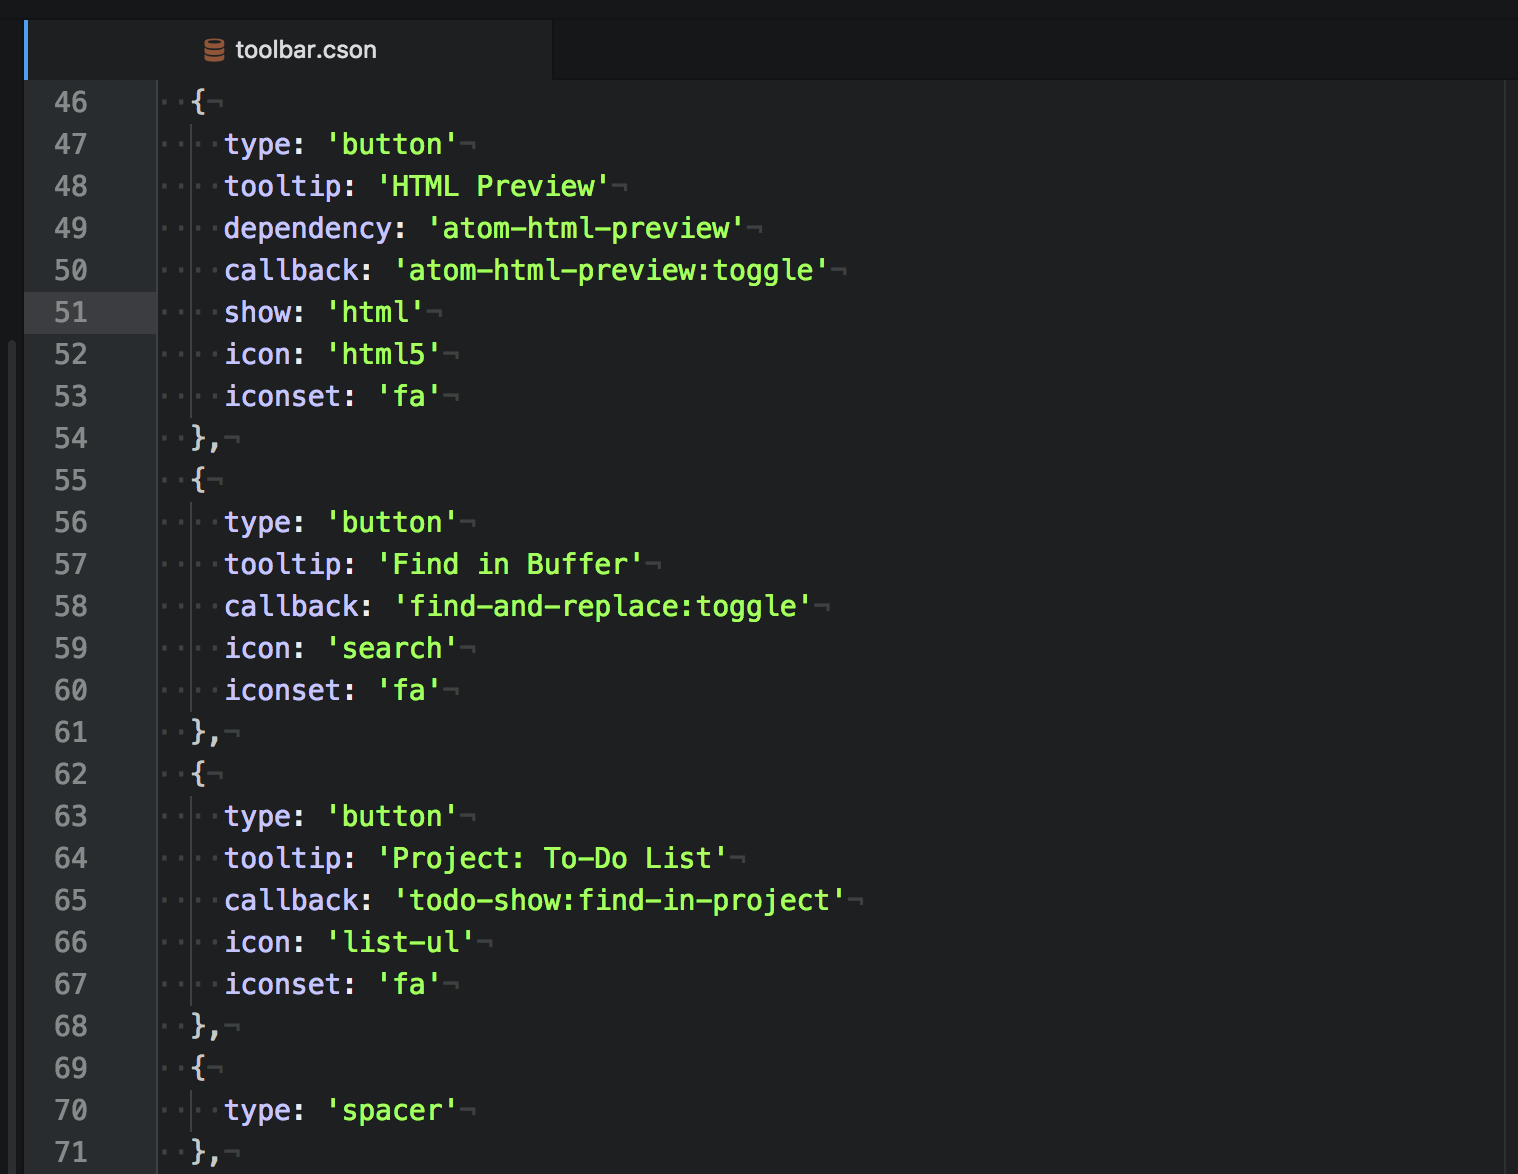 toolbar.cson
46 {
47 type: 'button'
48 tooltip: 'HTML Preview'
49 dependency: 'atom-html-preview'
50 callback: 'atom-html-preview:toggle'
51 show: 'html'
52 icon: 'html5'
53 iconset: 'fa'
54 },
55 {
56 type: 'button'
57 tooltip: 'Find in Buffer'
58 callback: 'find-and-replace:toggle'
59 icon: 'search'
60 iconset: 'fa'
61 },
62 {
63 type: 'button'
64 tooltip: 'Project: To-Do List'
65 callback: 'todo-show:find-in-project'
66 icon: 'list-ul'
67 iconset: 'fa'
68 },
69 {
70 type: 'spacer'
71 },